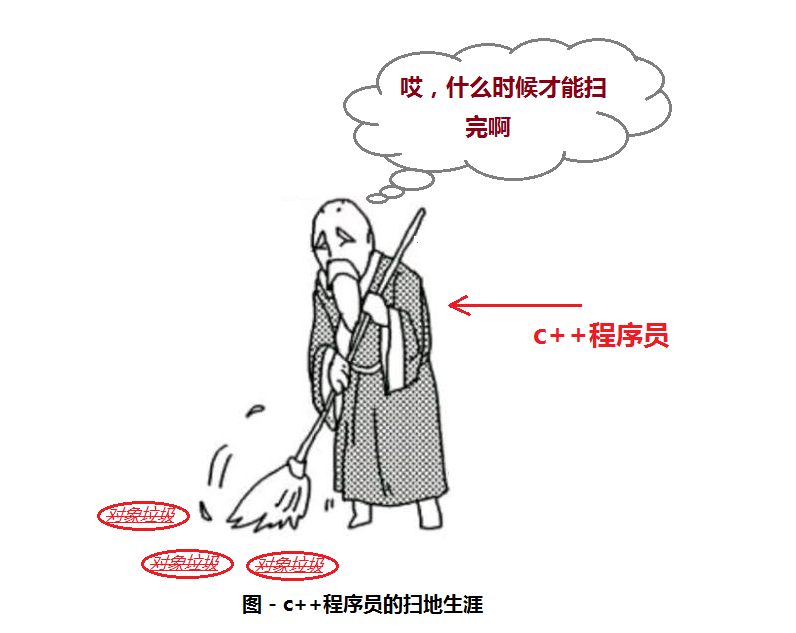 哎，什么时候才能扫
完啊
c++程序员
对象垃圾
对象垃圾
对象垃圾
图 - c++程序员的扫地生涯